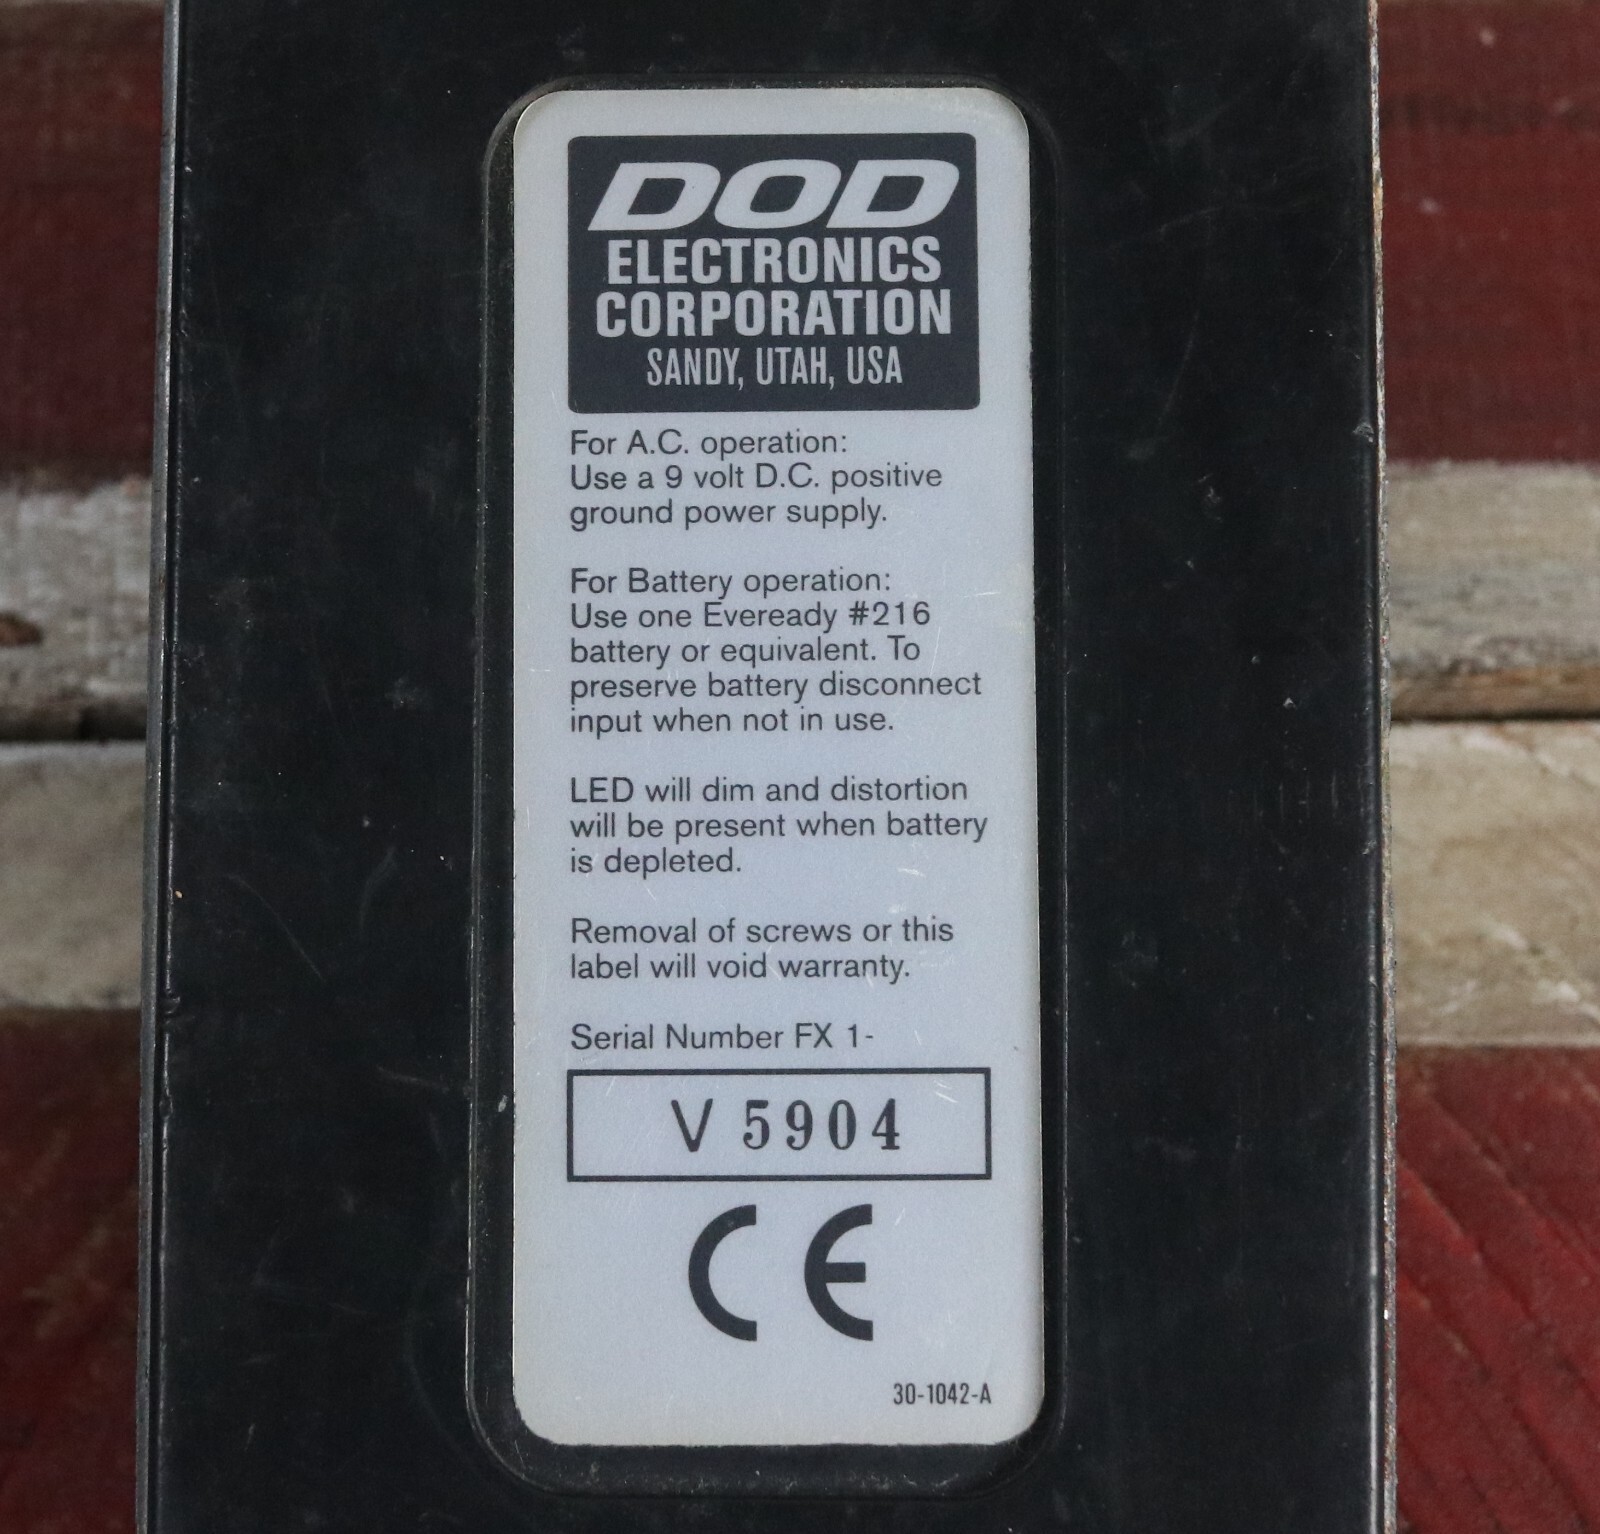 DOD
ELECTRONICS
CORPORATION
SANDY, UTAH, USA
For A.C. operation:
Use a 9 volt D.C. positive
ground power supply.
For Battery operation:
Use one Eveready #216
battery or equivalent. To
preserve battery disconnect
input when not in use.
LED will dim and distortion
will be present when battery
is depleted.
Removal of screws or this
label will void warranty.
Serial Number FX 1-
V 5904
CE
30-1042-A